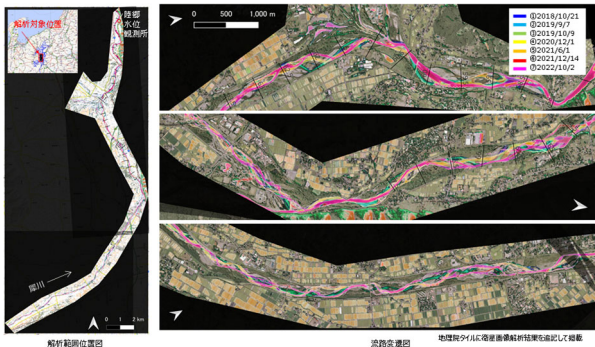 解析対象位置
陸郷
水位
観測所
犀川
0 1 2 km
解析範囲位置図
0 500 1,000 m
①2018/10/21
②2019/9/7
③2019/10/9
④2020/12/1
⑤2021/6/1
⑥2021/12/14
⑦2022/10/2
流路変遷図
地理院タイルに衛星画像解析結果を追記して掲載